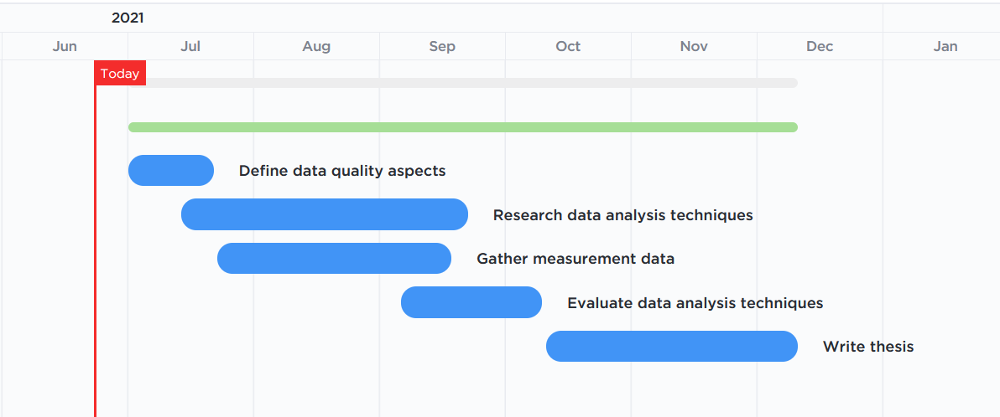 2021
Jun Jul Aug Sep Oct Nov Dec Jan
Today
Define data quality aspects
Research data analysis techniques
Gather measurement data
Evaluate data analysis techniques
Write thesis